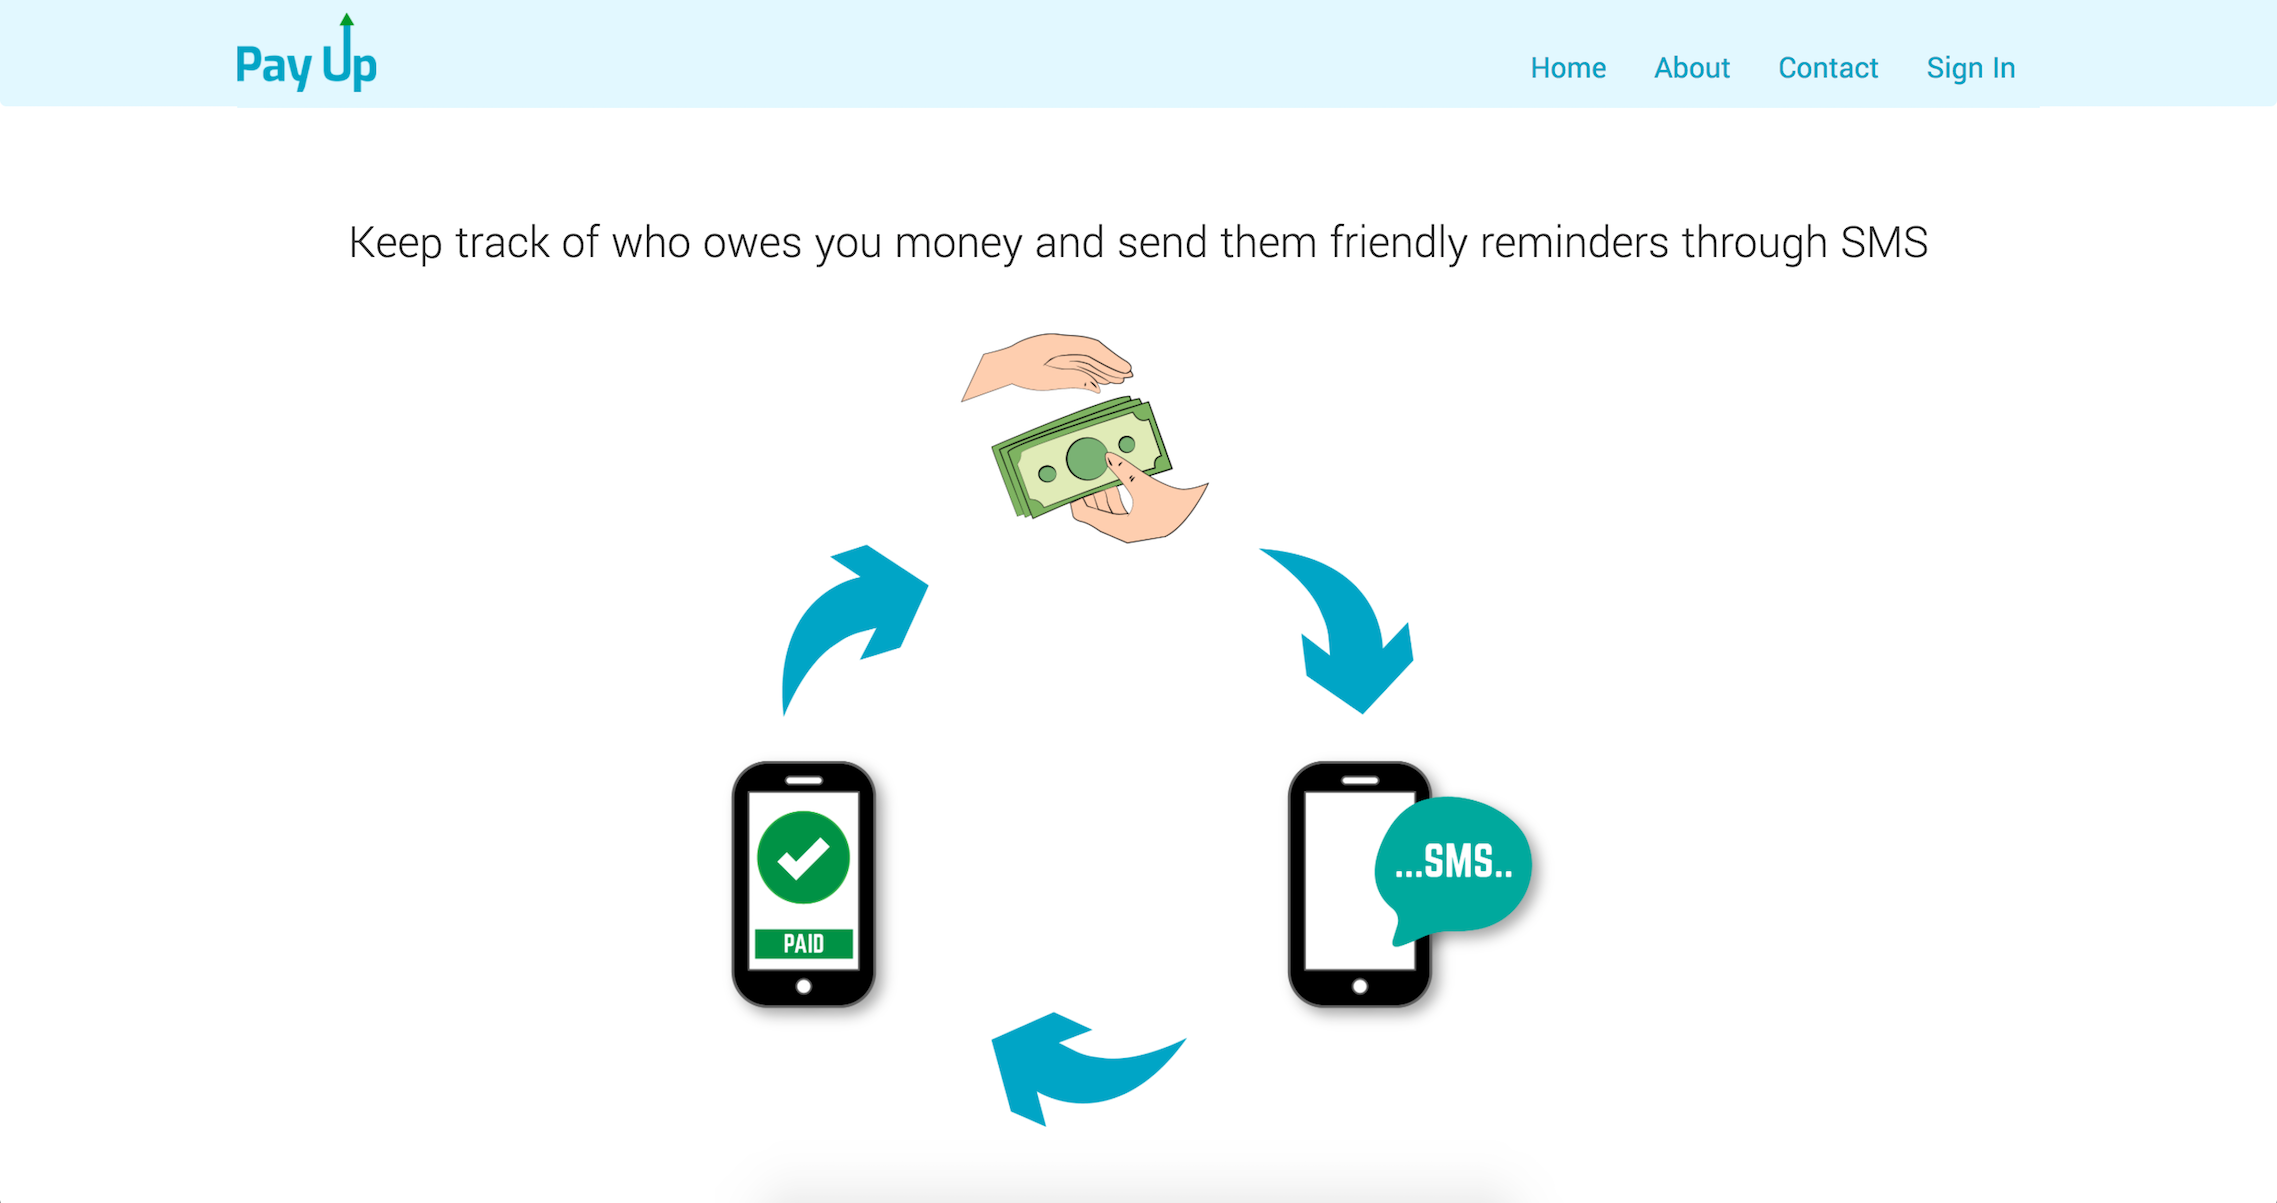 Pay Up
Home About Contact Sign In
Keep track of who owes you money and send them friendly reminders through SMS
...SMS..
PAID